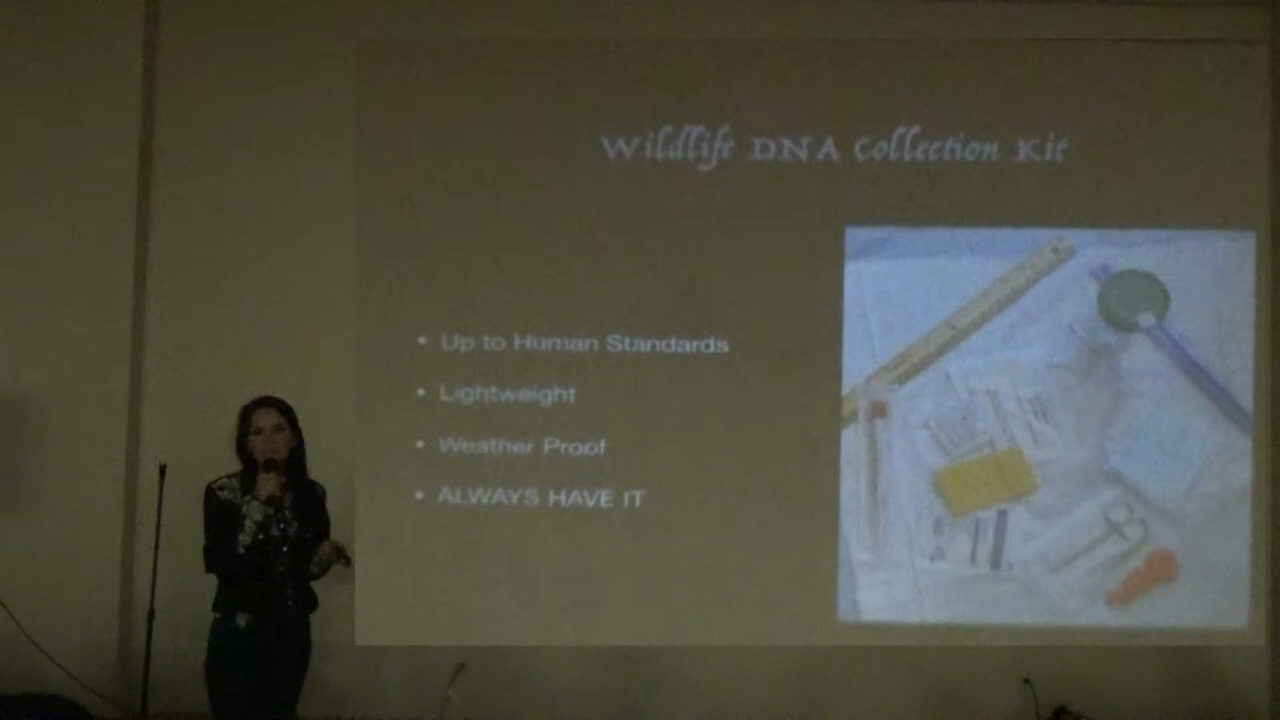 Wildlife DNA Collection Kit
• Up to Human Standards
• Lightweight
• Weather Proof
• ALWAYS HAVE IT